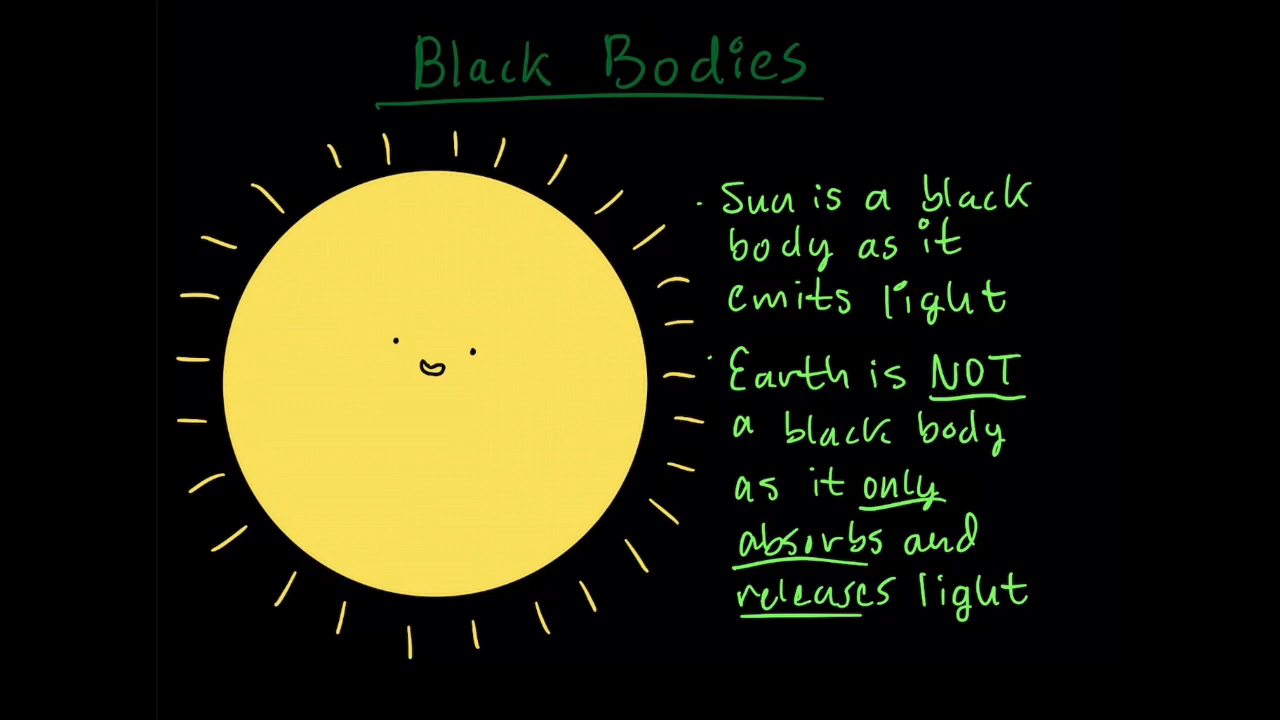 Black Bodies
· Sun is a black
body as it
emits light
· Earth is NOT
a black body
as it only
absorbs and
releases light